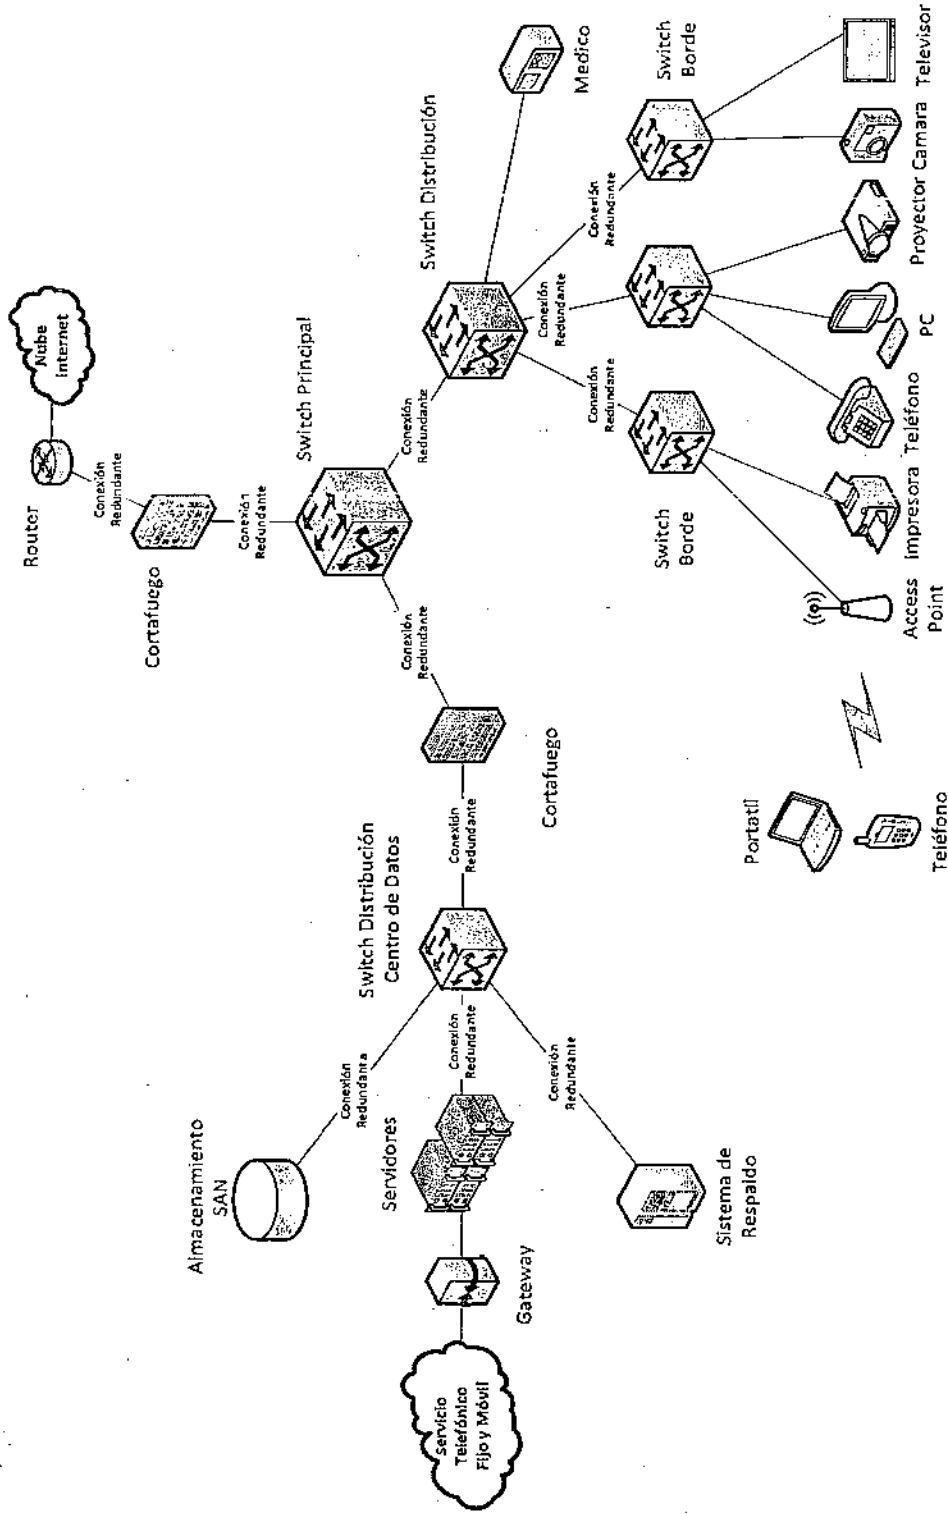 Nube
Internet
Router
Conexión
Redundante
Cortafuego
Conexión
Redundante
Switch Principal
Conexión
Redundante
Conexión
Redundante
Switch Distribución
Medico
Conexión
Redundante
Conexión
Redundante
Conexión
Redundante
Switch
Borde
Switch
Borde
Access
Point
Impresora
Teléfono
PC
Proyector
Camara
Televisor
Portatil
Teléfono
Cortafuego
Conexión
Redundante
Switch Distribución
Centro de Datos
Conexión
Redundanta
Conexión
Redundante
Conexión
Redundante
Almacenamiento
SAN
Servidores
Sistema de
Respaldo
Gateway
Servicio
Telefónico
Fijo y Móvil